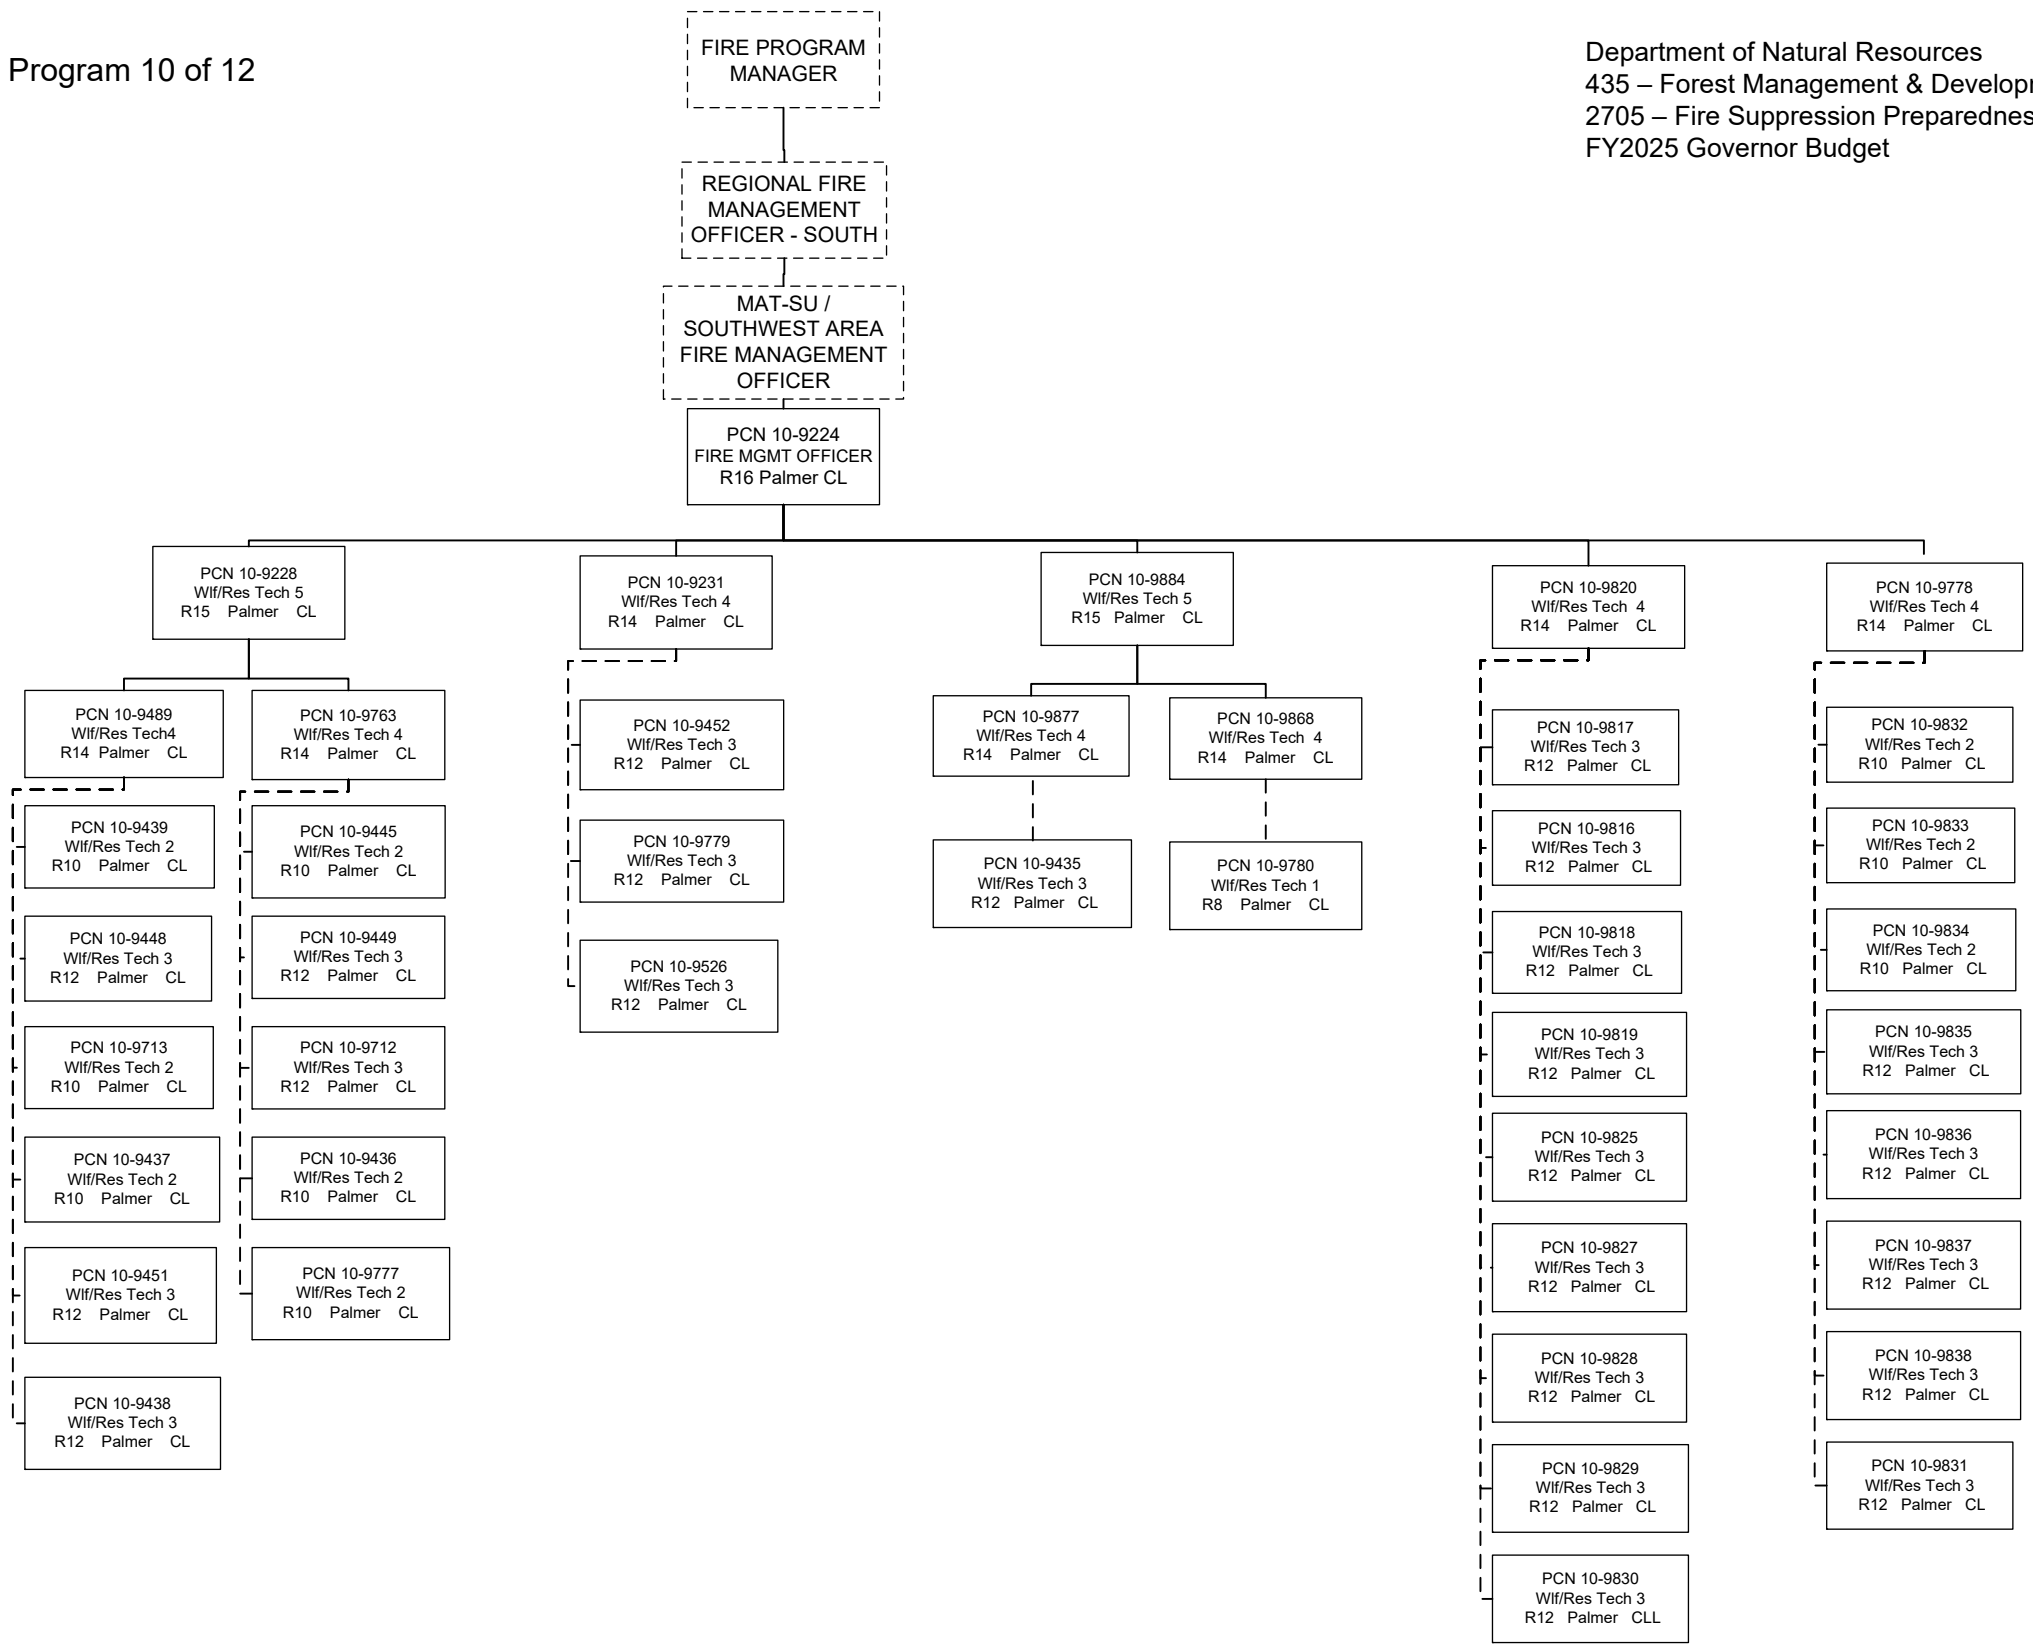 Program 10 of 12
Department of Natural Resources
435 – Forest Management & Develop
2705 – Fire Suppression Preparednes
FY2025 Governor Budget
FIRE PROGRAM
MANAGER
REGIONAL FIRE
MANAGEMENT
OFFICER - SOUTH
MAT-SU /
SOUTHWEST AREA
FIRE MANAGEMENT
OFFICER
PCN 10-9224
FIRE MGMT OFFICER
R16 Palmer CL
PCN 10-9228
Wlf/Res Tech 5
R15 Palmer CL
PCN 10-9231
Wlf/Res Tech 4
R14 Palmer CL
PCN 10-9884
Wlf/Res Tech 5
R15 Palmer CL
PCN 10-9820
Wlf/Res Tech 4
R14 Palmer CL
PCN 10-9778
Wlf/Res Tech 4
R14 Palmer CL
PCN 10-9489
Wlf/Res Tech4
R14 Palmer CL
PCN 10-9439
Wlf/Res Tech 2
R10 Palmer CL
PCN 10-9448
Wlf/Res Tech 3
R12 Palmer CL
PCN 10-9713
Wlf/Res Tech 2
R10 Palmer CL
PCN 10-9437
Wlf/Res Tech 2
R10 Palmer CL
PCN 10-9451
Wlf/Res Tech 3
R12 Palmer CL
PCN 10-9438
Wlf/Res Tech 3
R12 Palmer CL
PCN 10-9763
Wlf/Res Tech 4
R14 Palmer CL
PCN 10-9445
Wlf/Res Tech 2
R10 Palmer CL
PCN 10-9449
Wlf/Res Tech 3
R12 Palmer CL
PCN 10-9712
Wlf/Res Tech 3
R12 Palmer CL
PCN 10-9436
Wlf/Res Tech 2
R10 Palmer CL
PCN 10-9777
Wlf/Res Tech 2
R10 Palmer CL
PCN 10-9452
Wlf/Res Tech 3
R12 Palmer CL
PCN 10-9779
Wlf/Res Tech 3
R12 Palmer CL
PCN 10-9526
Wlf/Res Tech 3
R12 Palmer CL
PCN 10-9877
Wlf/Res Tech 4
R14 Palmer CL
PCN 10-9435
Wlf/Res Tech 3
R12 Palmer CL
PCN 10-9868
Wlf/Res Tech 4
R14 Palmer CL
PCN 10-9780
Wlf/Res Tech 1
R8 Palmer CL
PCN 10-9817
Wlf/Res Tech 3
R12 Palmer CL
PCN 10-9816
Wlf/Res Tech 3
R12 Palmer CL
PCN 10-9818
Wlf/Res Tech 3
R12 Palmer CL
PCN 10-9819
Wlf/Res Tech 3
R12 Palmer CL
PCN 10-9825
Wlf/Res Tech 3
R12 Palmer CL
PCN 10-9827
Wlf/Res Tech 3
R12 Palmer CL
PCN 10-9828
Wlf/Res Tech 3
R12 Palmer CL
PCN 10-9829
Wlf/Res Tech 3
R12 Palmer CL
PCN 10-9830
Wlf/Res Tech 3
R12 Palmer CLL
PCN 10-9832
Wlf/Res Tech 2
R10 Palmer CL
PCN 10-9833
Wlf/Res Tech 2
R10 Palmer CL
PCN 10-9834
Wlf/Res Tech 2
R10 Palmer CL
PCN 10-9835
Wlf/Res Tech 3
R12 Palmer CL
PCN 10-9836
Wlf/Res Tech 3
R12 Palmer CL
PCN 10-9837
Wlf/Res Tech 3
R12 Palmer CL
PCN 10-9838
Wlf/Res Tech 3
R12 Palmer CL
PCN 10-9831
Wlf/Res Tech 3
R12 Palmer CL